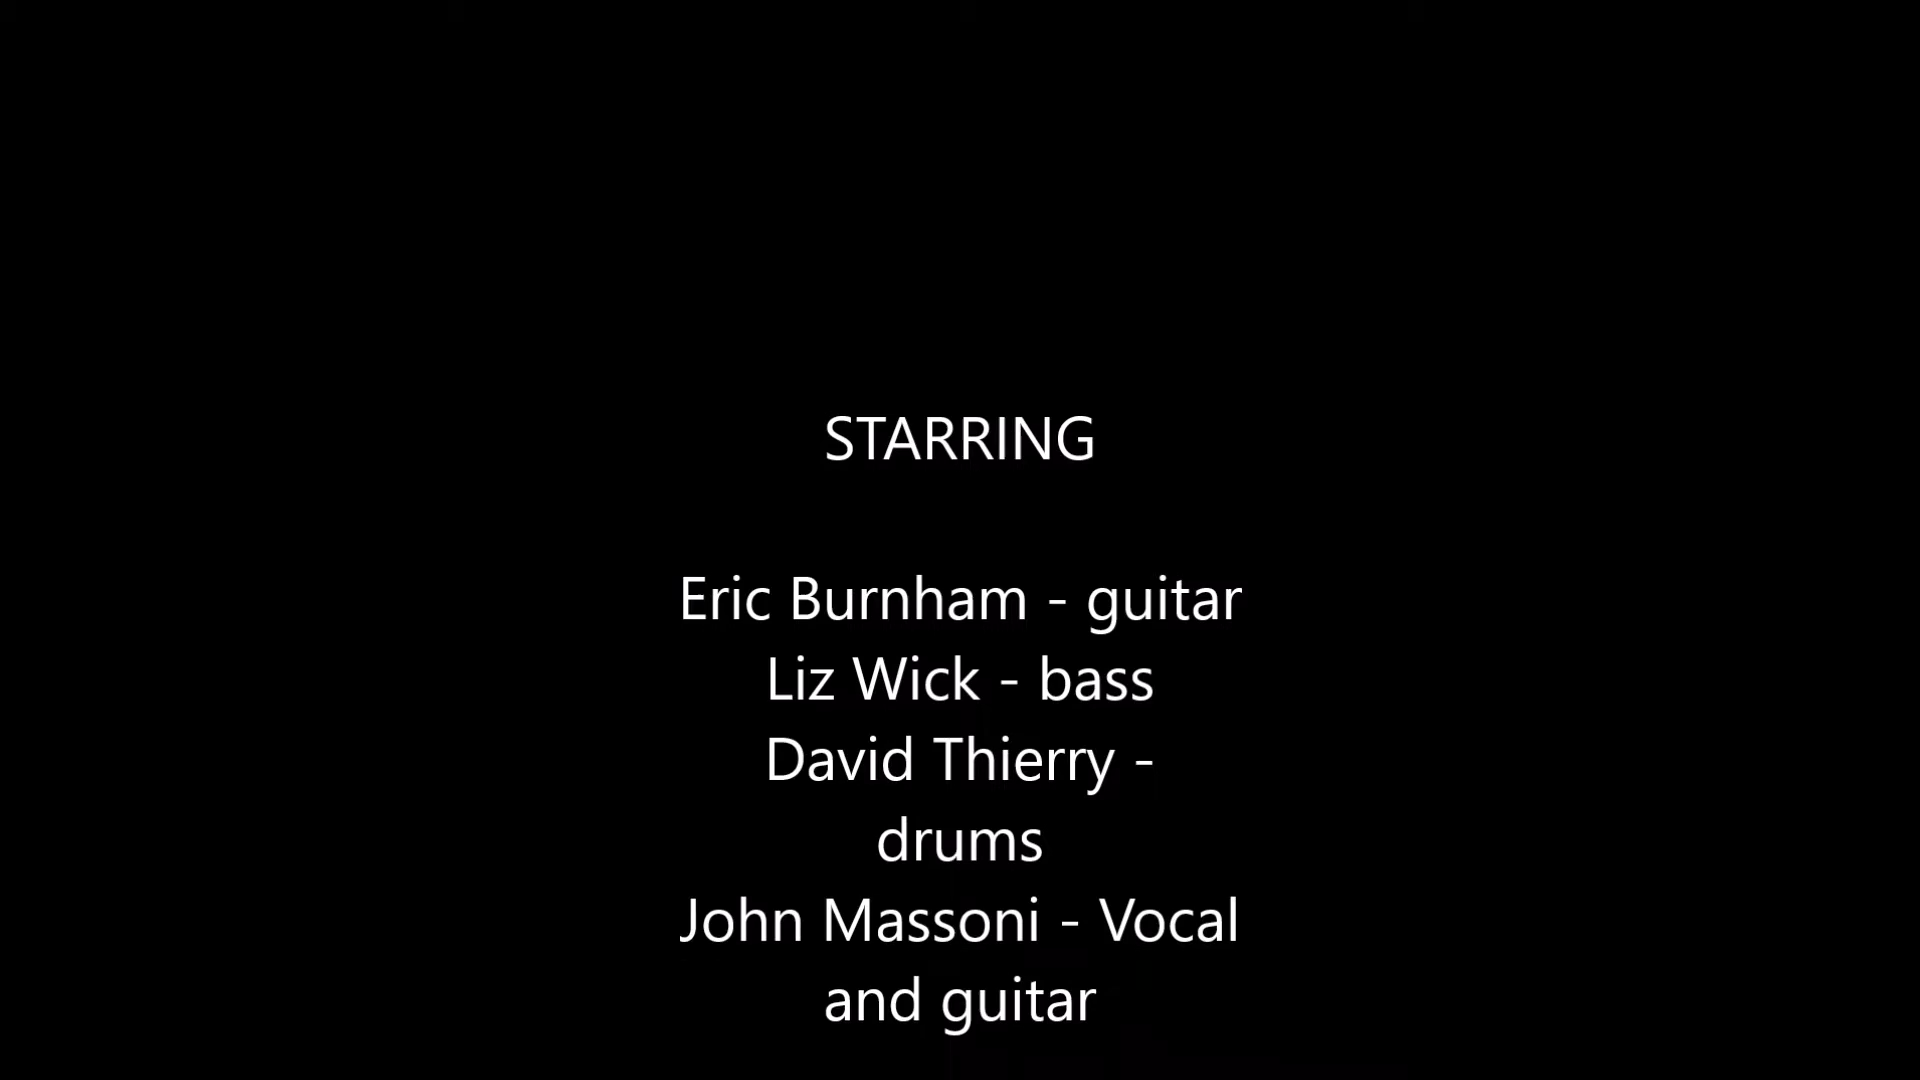 STARRING
Eric Burnham - guitar
Liz Wick - bass
David Thierry -
drums
John Massoni - Vocal
and guitar